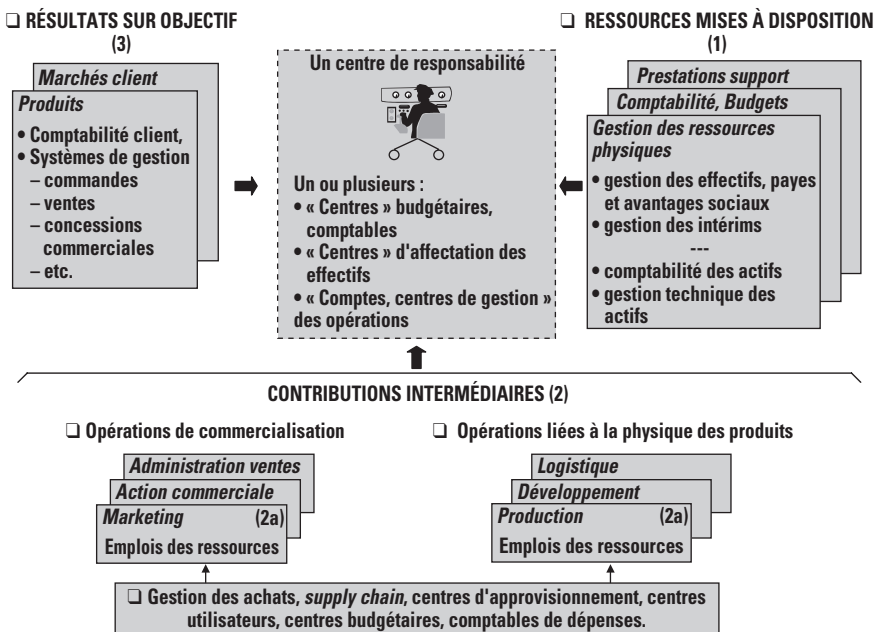 ❑ RÉSULTATS SUR OBJECTIF
(3)
Marchés client
Produits
• Comptabilité client,
• Systèmes de gestion
– commandes
– ventes
– concessions
commerciales
– etc.
Un centre de responsabilité
Un ou plusieurs :
• « Centres » budgétaires,
comptables
• « Centres » d'affectation des
effectifs
• « Comptes, centres de gestion »
des opérations
❑ RESSOURCES MISES À DISPOSITION
(1)
Prestations support
Comptabilité, Budgets
Gestion des ressources
physiques
• gestion des effectifs, payes
et avantages sociaux
• gestion des intérims
---
• comptabilité des actifs
• gestion technique des
actifs
CONTRIBUTIONS INTERMÉDIAIRES (2)
❑ Opérations de commercialisation
Administration ventes
Action commerciale
Marketing (2a)
Emplois des ressources
❑ Opérations liées à la physique des produits
Logistique
Développement
Production (2a)
Emplois des ressources
❑ Gestion des achats, supply chain, centres d'approvisionnement, centres
utilisateurs, centres budgétaires, comptables de dépenses.